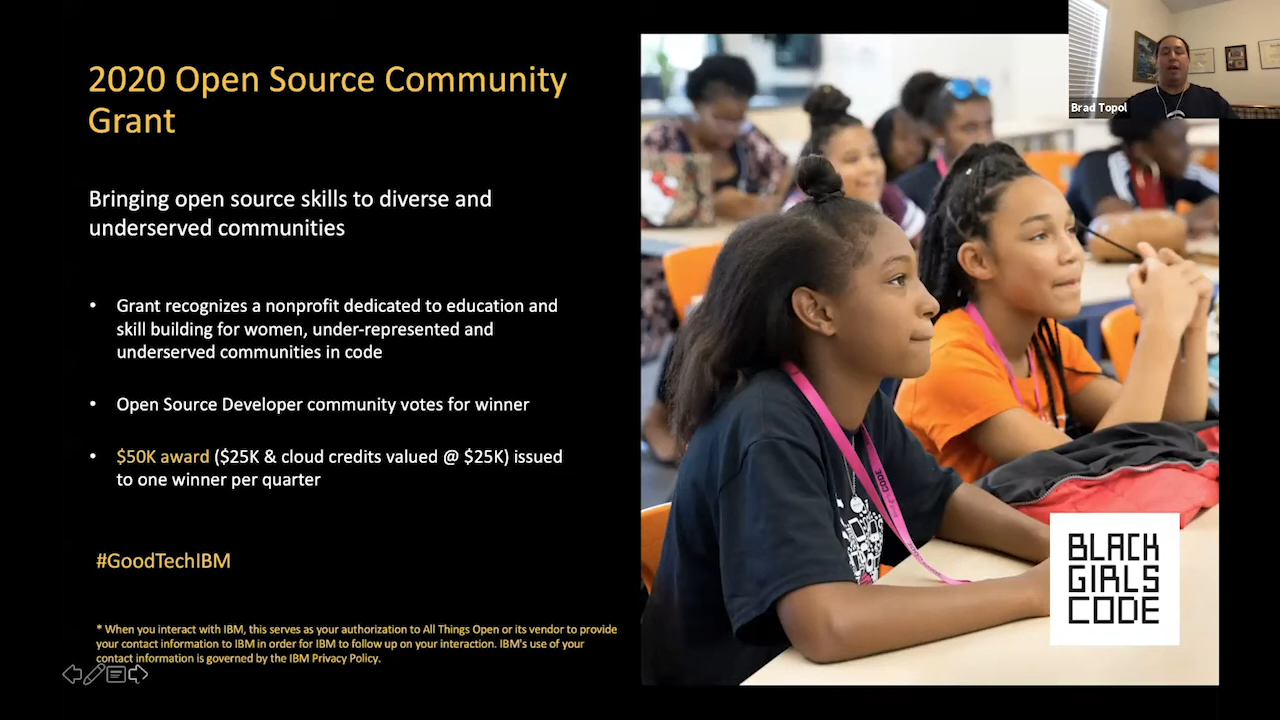 2020 Open Source Community
Grant
Bringing open source skills to diverse and
underserved communities
• Grant recognizes a nonprofit dedicated to education and
skill building for women, under-represented and
underserved communities in code
• Open Source Developer community votes for winner
• $50K award ($25K & cloud credits valued @ $25K) issued
to one winner per quarter
#GoodTechIBM
* When you interact with IBM, this serves as your authorization to All Things Open or its vendor to provide
your contact information to IBM in order for IBM to follow up on your interaction. IBM's use of your
contact information is governed by the IBM Privacy Policy.
Brad Topol
CODE
BLACK
GIRLS
CODE